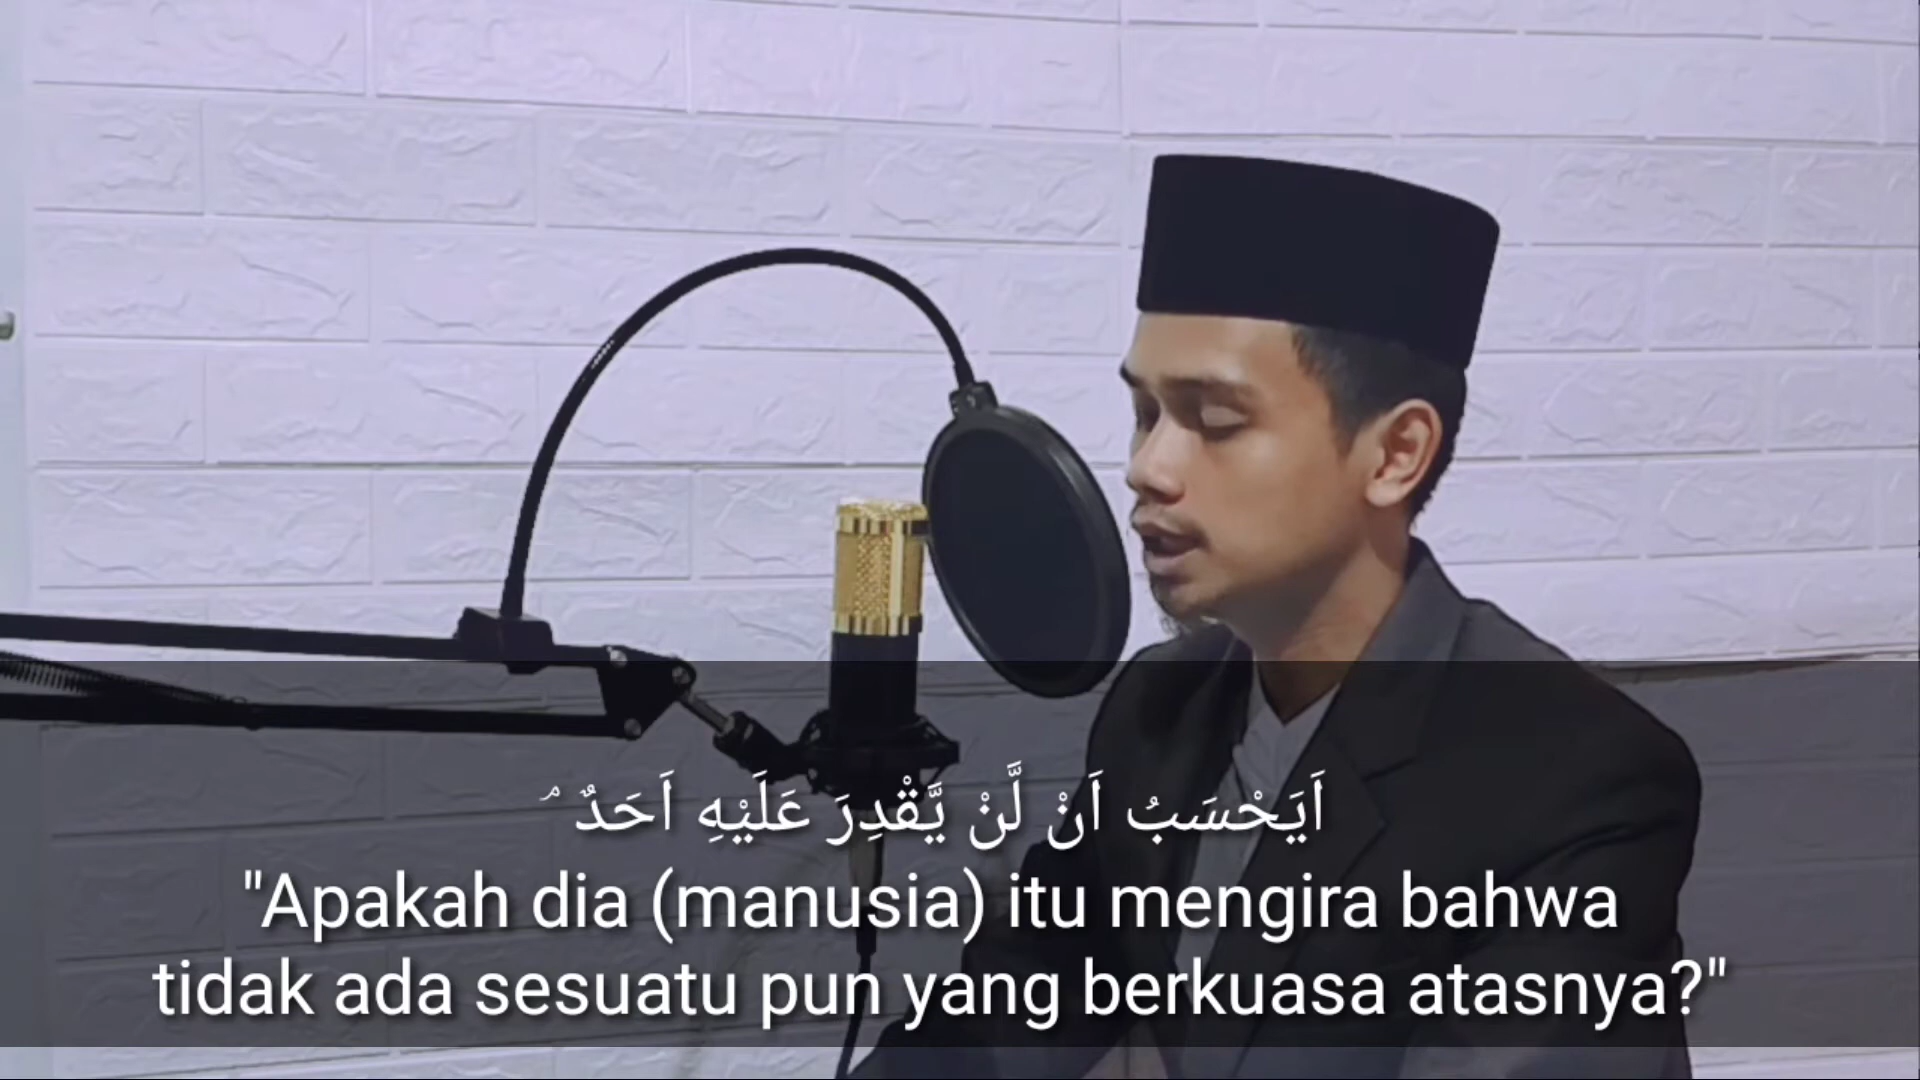 اَيَحْسَبُ اَنْ لَّنْ يَّقْدِرَ عَلَيْهِ اَحَدٌ ۘ
"Apakah dia (manusia) itu mengira bahwa
tidak ada sesuatu pun yang berkuasa atasnya?"